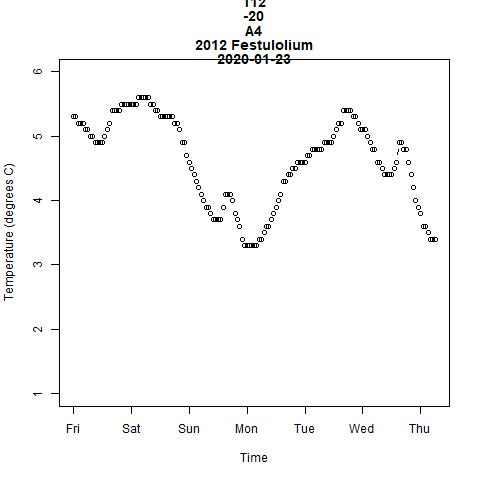 T12
-20
A4
2012 Festulolium
2020-01-23
Temperature (degrees C)
6
5
4
3
2
1
Fri Sat Sun Mon Tue Wed Thu
Time